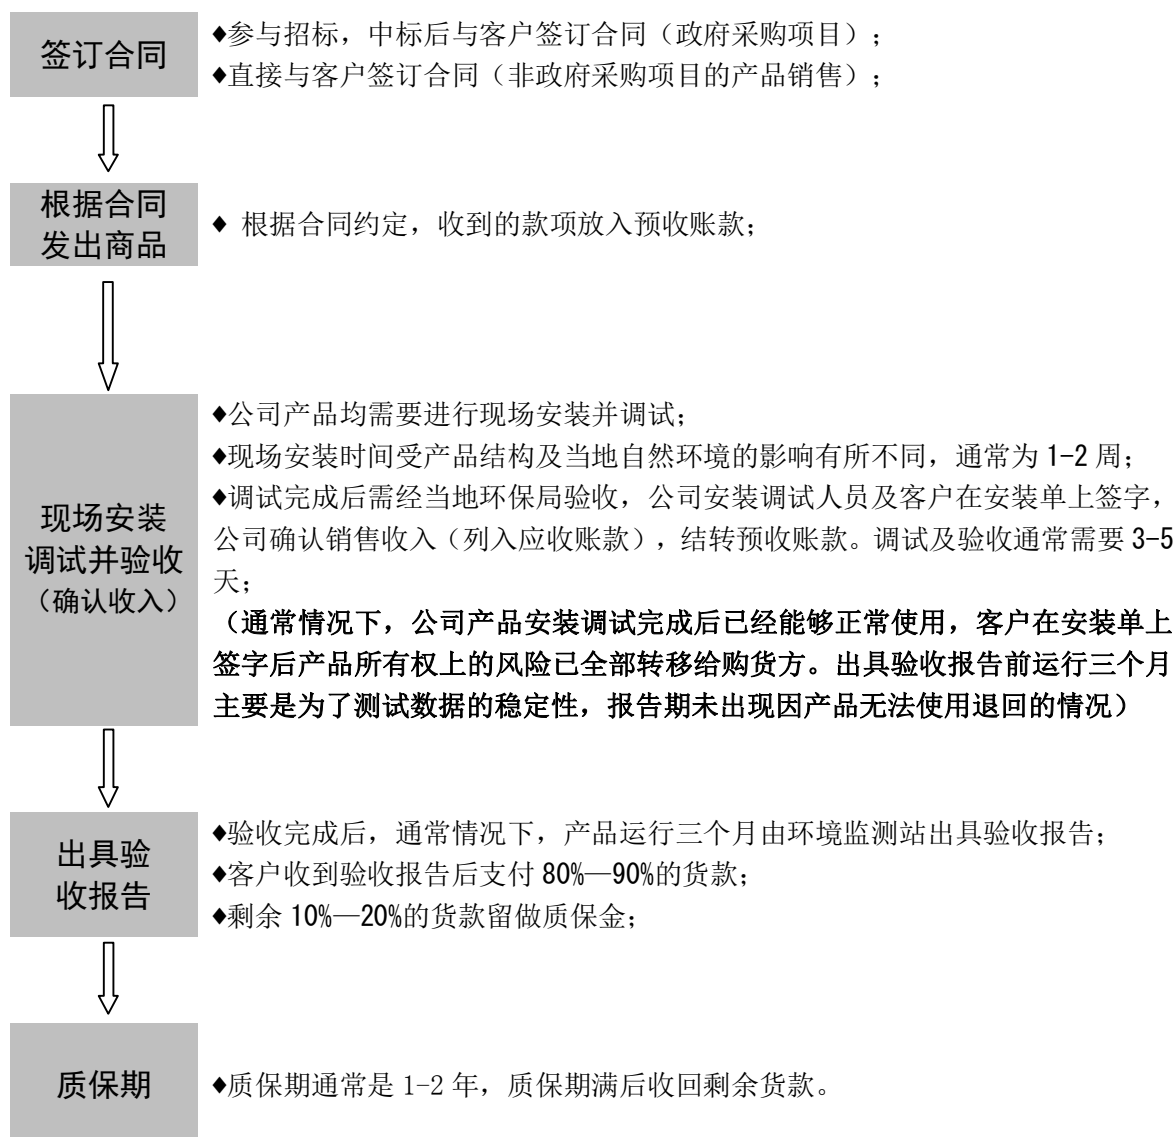 签订合同
◆参与招标，中标后与客户签订合同（政府采购项目）；
◆直接与客户签订合同（非政府采购项目的产品销售）；
根据合同
发出商品
◆ 根据合同约定，收到的款项放入预收账款；
现场安装
调试并验收
（确认收入）
◆公司产品均需要进行现场安装并调试；
◆现场安装时间受产品结构及当地自然环境的影响有所不同，通常为 1-2 周；
◆调试完成后需经当地环保局验收，公司安装调试人员及客户在安装单上签字，
公司确认销售收入（列入应收账款），结转预收账款。调试及验收通常需要 3-5
天；
（通常情况下，公司产品安装调试完成后已经能够正常使用，客户在安装单上
签字后产品所有权上的风险已全部转移给购货方。出具验收报告前运行三个月
主要是为了测试数据的稳定性，报告期未出现因产品无法使用退回的情况）
出具验
收报告
◆验收完成后，通常情况下，产品运行三个月由环境监测站出具验收报告；
◆客户收到验收报告后支付 80%—90%的货款；
◆剩余 10%—20%的货款留做质保金；
质保期
◆质保期通常是 1-2 年，质保期满后收回剩余货款。